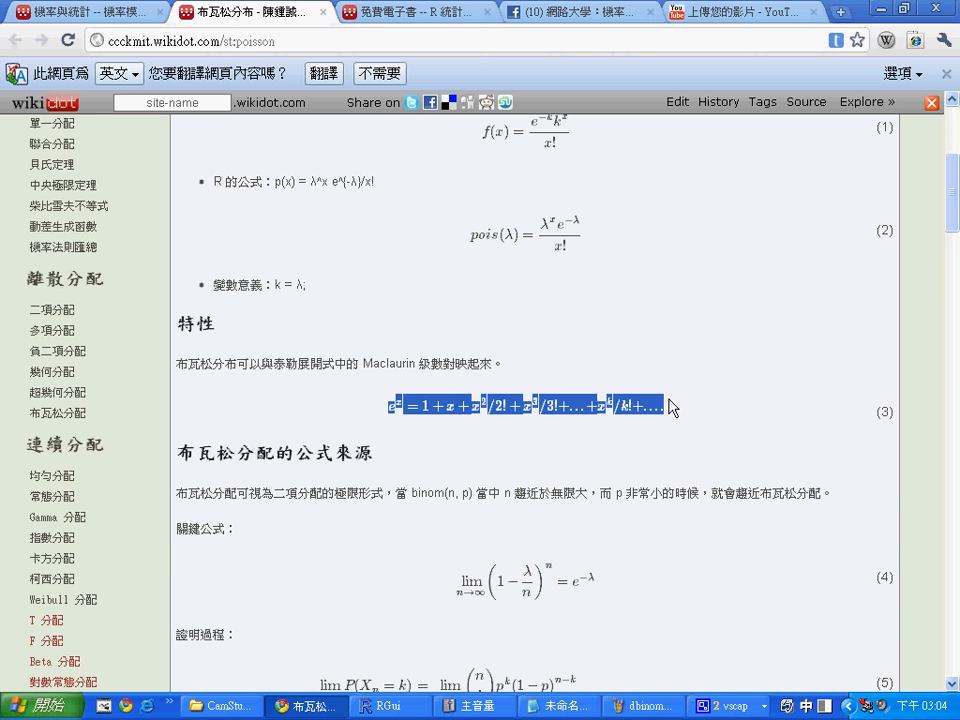 機率與統計 -- 機率模...
布瓦松分布 - 陳鍾誠...
免費電子書 -- R 統計...
(10) 網路大學：機率...
上傳您的影片 - YouT...
ccckmit.wikidot.com/st:poisson
此網頁為 英文 您要翻譯網頁內容嗎？ 翻譯 不需要 選項
wikidot site-name .wikidot.com Share on Edit History Tags Source Explore »
單一分配
聯合分配
貝氏定理
中央極限定理
柴比雪夫不等式
動差生成函數
機率法則匯總
離散分配
二項分配
多項分配
負二項分配
幾何分配
超幾何分配
布瓦松分配
連續分配
均勻分配
常態分配
Gamma 分配
指數分配
卡方分配
柯西分配
Weibull 分配
T 分配
F 分配
Beta 分配
對數常態分配
f(x) = e^{-k}k^x / x! (1)
• R 的公式：p(x) = λ^x e^{-λ}/x!
pois(λ) = λ^x e^{-λ} / x! (2)
• 變數意義：k = λ;
特性
布瓦松分布可以與泰勒展開式中的 Maclaurin 級數對映起來。
e^x = 1 + x + x^2/2! + x^3/3! + ... + x^k/k! + .... (3)
布瓦松分配的公式來源
布瓦松分配可視為二項分配的極限形式，當 binom(n, p) 當中 n 趨近於無限大，而 p 非常小的時候，就會趨近布瓦松分配。
關鍵公式：
lim_{n→∞} (1 − λ/n)^n = e^{−λ} (4)
證明過程：
lim P(X_n = k) = lim (n p^k(1 − p)^{n−k} (5)
開始 CamStu... 布瓦松... RGui 主音量 未命名... dbinom... 2 vscap 中 下午 03:04